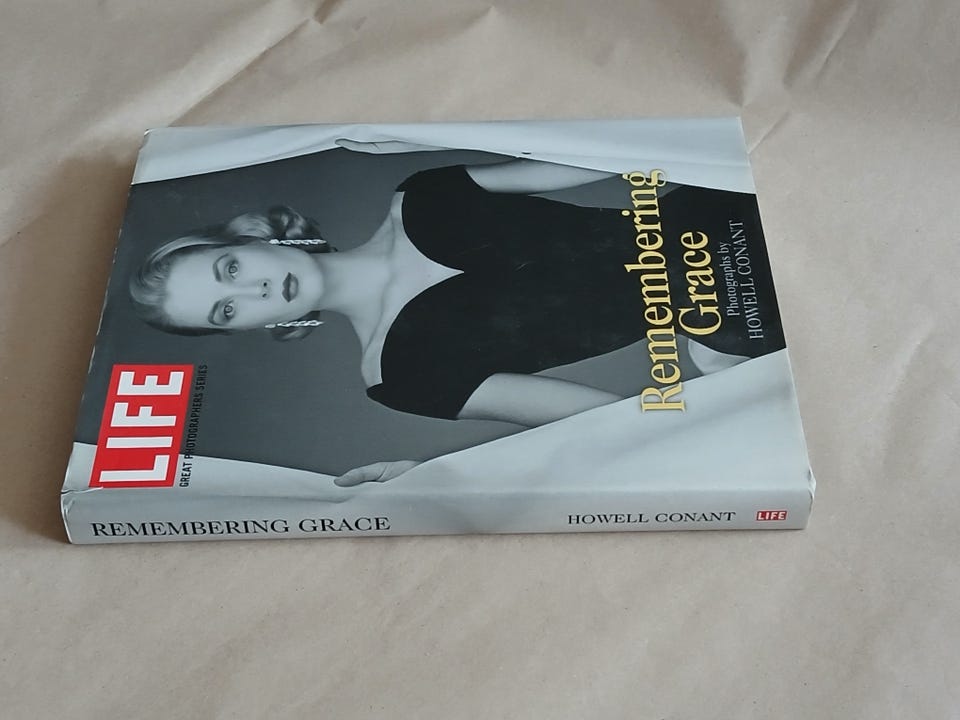 LIFE
GREAT PHOTOGRAPHERS SERIES
Remembering
Grace
Photographs by
HOWELL CONANT
REMEMBERING GRACE
HOWELL CONANT
LIFE